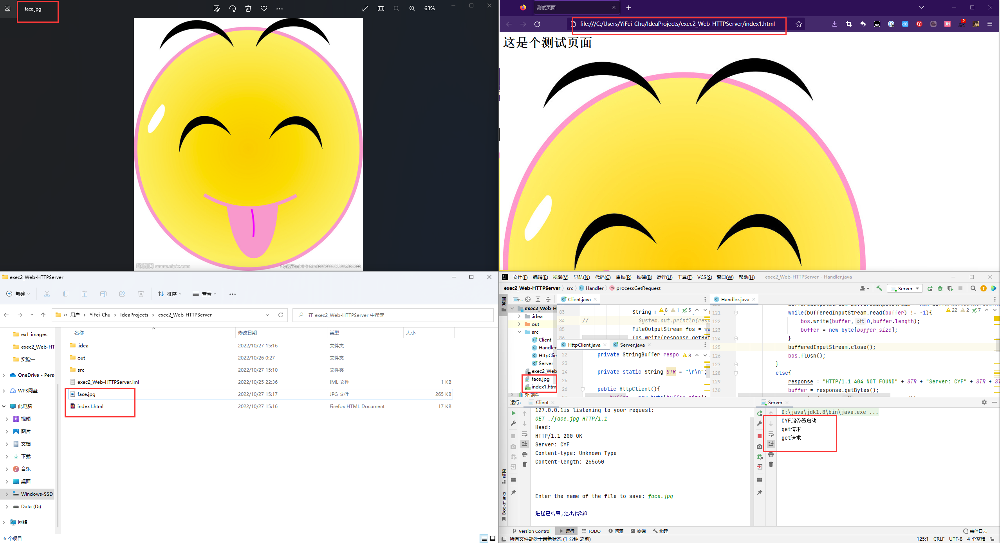 face.jpg
63%
昵图网 www.nipic.com
测试页面
file:///C:/Users/YiFei-Chu/IdeaProjects/exec2_Web-HTTPServer/index1.html
2
这是个测试页面
exec2_Web-HTTPServer
新建
排序
查看
« 用户 › YiFei-Chu › IdeaProjects › exec2_Web-HTTPServer
在 exec2_Web-HTTPServer 中搜索
名称 修改日期 类型 大小
.idea 2022/10/27 15:16 文件夹
out 2022/10/26 0:27 文件夹
src 2022/10/27 15:10 文件夹
exec2_Web-HTTPServer.iml 2022/10/25 22:36 IML 文件 1 KB
face.jpg 2022/10/27 15:17 JPG 文件 265 KB
index1.html 2022/10/27 15:16 Firefox HTML Document 17 KB
ex1_images
exec2_Web-HT
实验一
OneDrive - Pers
WPS网盘
此电脑
视频
图片
文档
下载
音乐
桌面
Windows-SSD
Data (D:)
网络
6 个项目
文件(F) 编辑(E) 视图(V) 导航(N) 代码(C) 重构(R) 构建(B) 运行(U) 工具(T) VCS(S) 窗口(W) 帮助(H) exec2_Web-HTTPServer - Handler.java
exec2_Web-HTTPServer › src › Handler › processGetRequest
Server
项目
exec2_Web-H
.idea
out
src
Client
Handler
HttpClie
Server
exec2_Web
face.jpg
index1.htm
外部库
Client.java
8 1 5
83 String
84 // System.out.println(resp
85 FileOutputStream fos = ne
86 fos.write(response.getByt
HttpClient.java Server.java
8
22 private StringBuffer respo
23
24 private static String STR = "\r\n";
25
26 public HttpClient(){
Handler.java
22 2 7
121 while(bufferedInputStream.read(buffer) != -1){
122 bos.write(buffer, off: 0,buffer.length);
123 buffer = new byte[buffer_size];
124 }
125 bufferedInputStream.close();
126 bos.flush();
127 }
128 else{
129 response = "HTTP/1.1 404 NOT FOUND" + STR + "Server: CYF" + STR + ST
130 buffer = response.getBytes();
运行: Client
127.0.0.1is listening to your request:
GET ./face.jpg HTTP/1.1
Head:
HTTP/1.1 200 OK
Server: CYF
Content-type: Unknown Type
Content-length: 265650
Enter the name of the file to save: face.jpg
进程已结束,退出代码0
Server
D:\java\jdk1.8\bin\java.exe ...
CYF服务器启动
get请求
get请求
结构
Bookmarks
Version Control 运行 TODO 问题 终端 构建 事件日志
所有文件都处于最新状态 (1 分钟 之前) 125:1 CRLF UTF-8 4 个空格